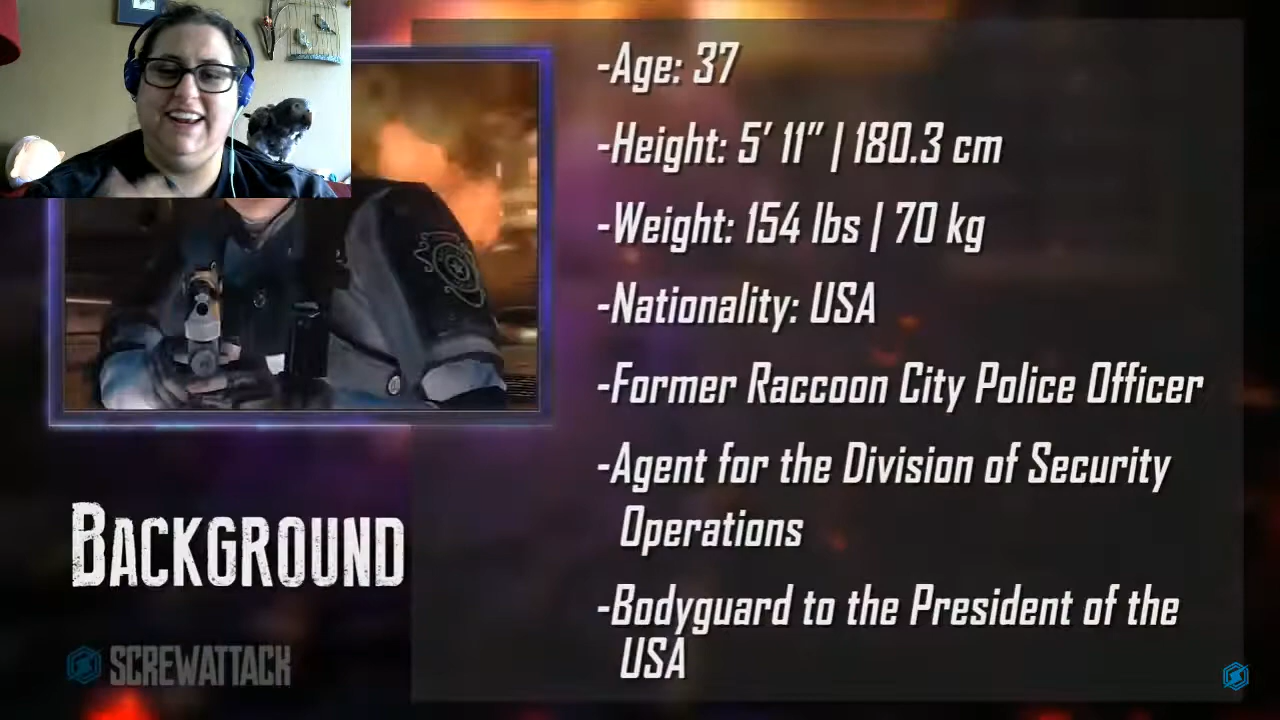 -Age: 37
-Height: 5' 11" | 180.3 cm
-Weight: 154 lbs | 70 kg
-Nationality: USA
-Former Raccoon City Police Officer
-Agent for the Division of Security
Operations
-Bodyguard to the President of the
USA
BACKGROUND
SCREWATTACK